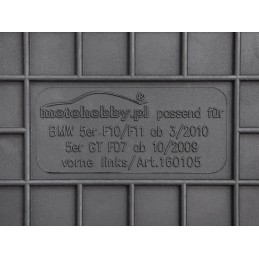 motohobby.pl passend für
BMW 5er F10/F11 ab 3/2010
5er GT F07 ab 10/2009
vorne links/Art.160105